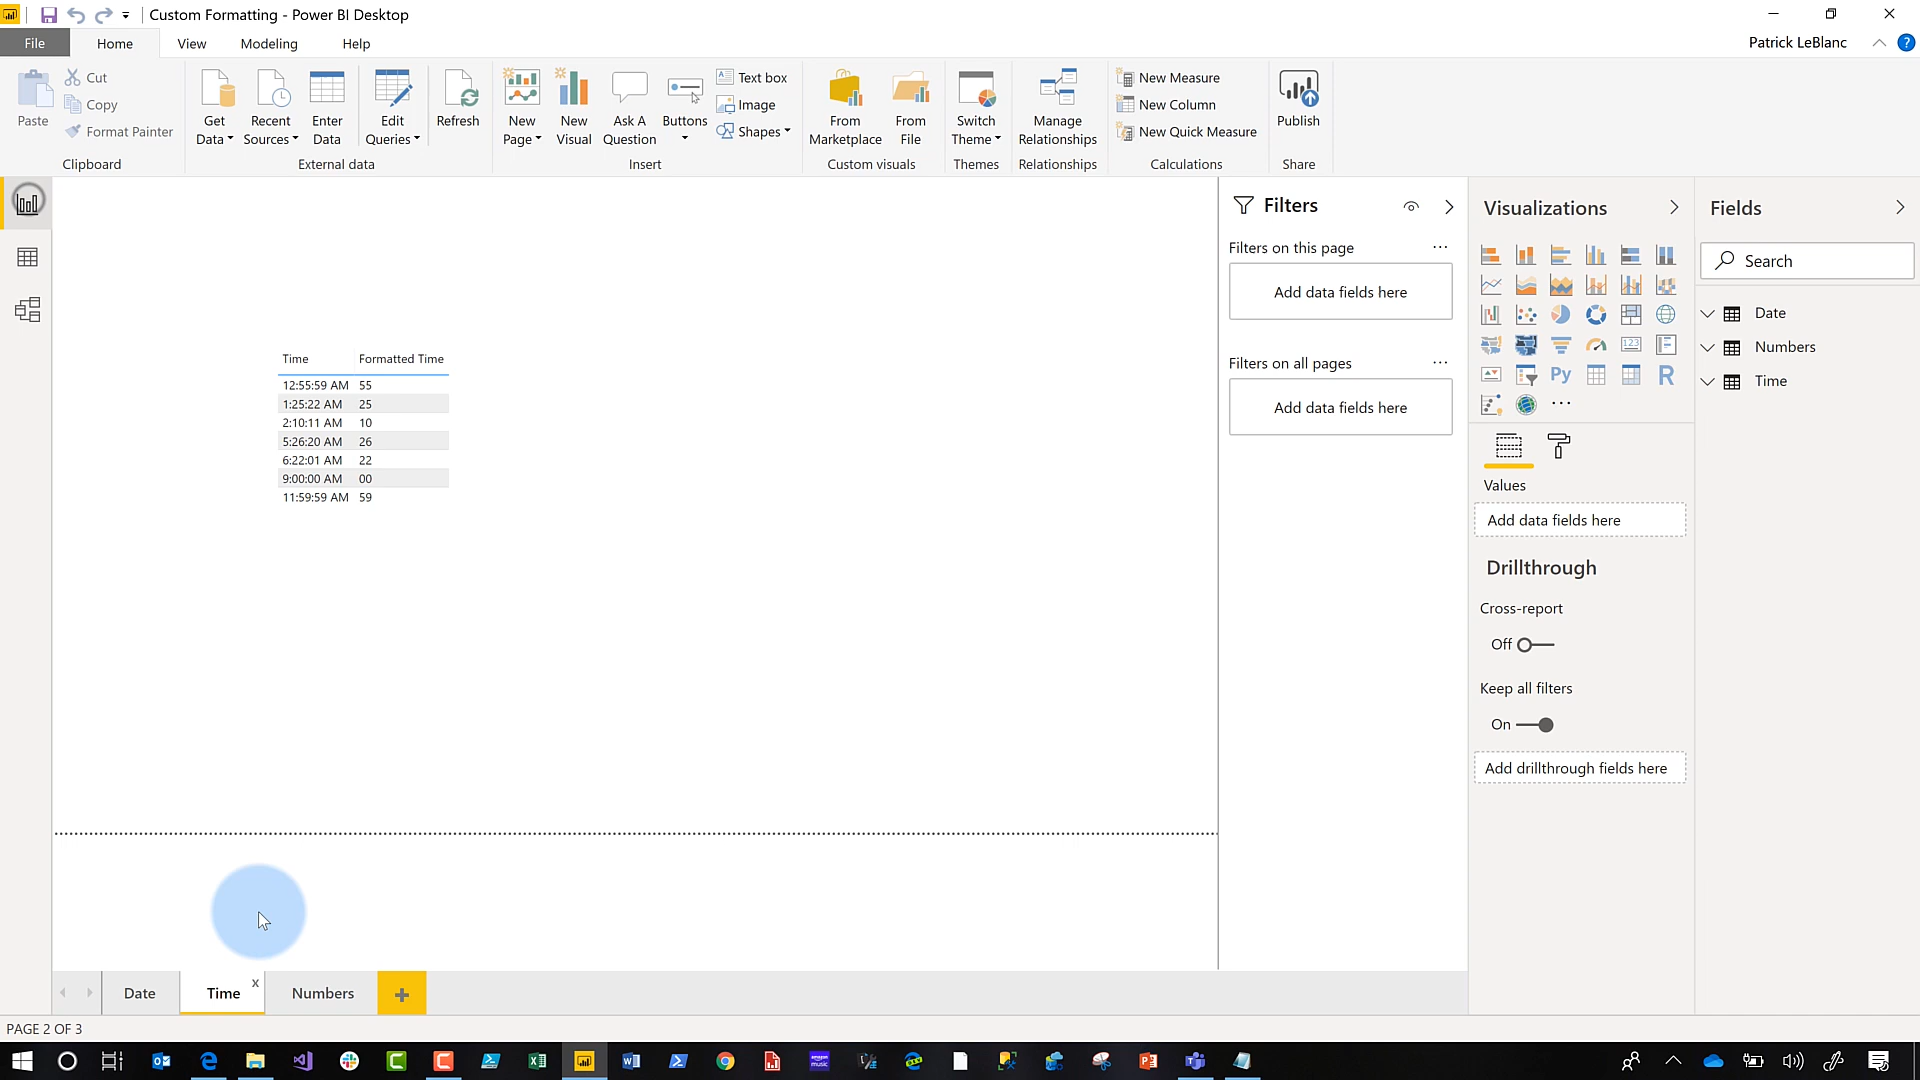 Custom Formatting - Power BI Desktop
File Home View Modeling Help
Patrick LeBlanc
Paste
Cut
Copy
Format Painter
Clipboard
Get Data
Recent Sources
Enter Data
Edit Queries
Refresh
External data
New Page
New Visual
Ask A Question
Buttons
Text box
Image
Shapes
Insert
From Marketplace
From File
Custom visuals
Switch Theme
Themes
Manage Relationships
Relationships
New Measure
New Column
New Quick Measure
Calculations
Publish
Share
Time Formatted Time
12:55:59 AM 55
1:25:22 AM 25
2:10:11 AM 10
5:26:20 AM 26
6:22:01 AM 22
9:00:00 AM 00
11:59:59 AM 59
Filters
Filters on this page ...
Add data fields here
Filters on all pages ...
Add data fields here
Visualizations
123
Py
R
...
Values
Add data fields here
Drillthrough
Cross-report
Off
Keep all filters
On
Add drillthrough fields here
Fields
Search
Date
Numbers
Time
Date Time x Numbers +
PAGE 2 OF 3